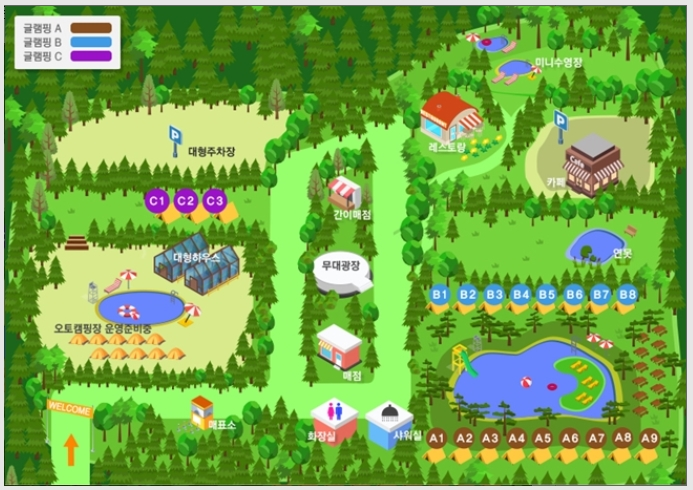 글램핑 A
글램핑 B
글램핑 C
미니수영장
P
대형주차장
레스토랑
P
Cafe
카페
C1 C2 C3
간이매점
대형하우스
무대광장
연못
B1 B2 B3 B4 B5 B6 B7 B8
오토캠핑장 운영준비중
매점
WELCOME
매표소
화장실
샤워실
A1 A2 A3 A4 A5 A6 A7 A8 A9